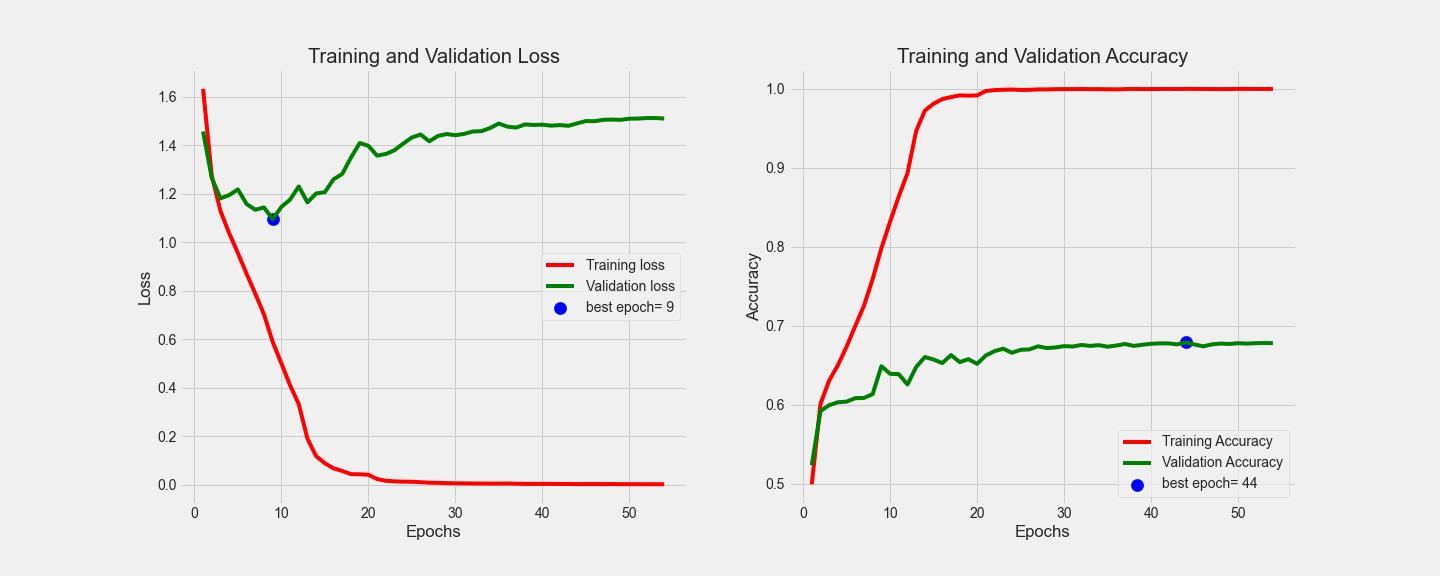 Training and Validation Loss
1.6
1.4
1.2
1.0
0.8
0.6
0.4
0.2
0.0
Loss
Training loss
Validation loss
best epoch= 9
0 10 20 30 40 50
Epochs
Training and Validation Accuracy
1.0
0.9
0.8
0.7
0.6
0.5
Accuracy
Training Accuracy
Validation Accuracy
best epoch= 44
0 10 20 30 40 50
Epochs